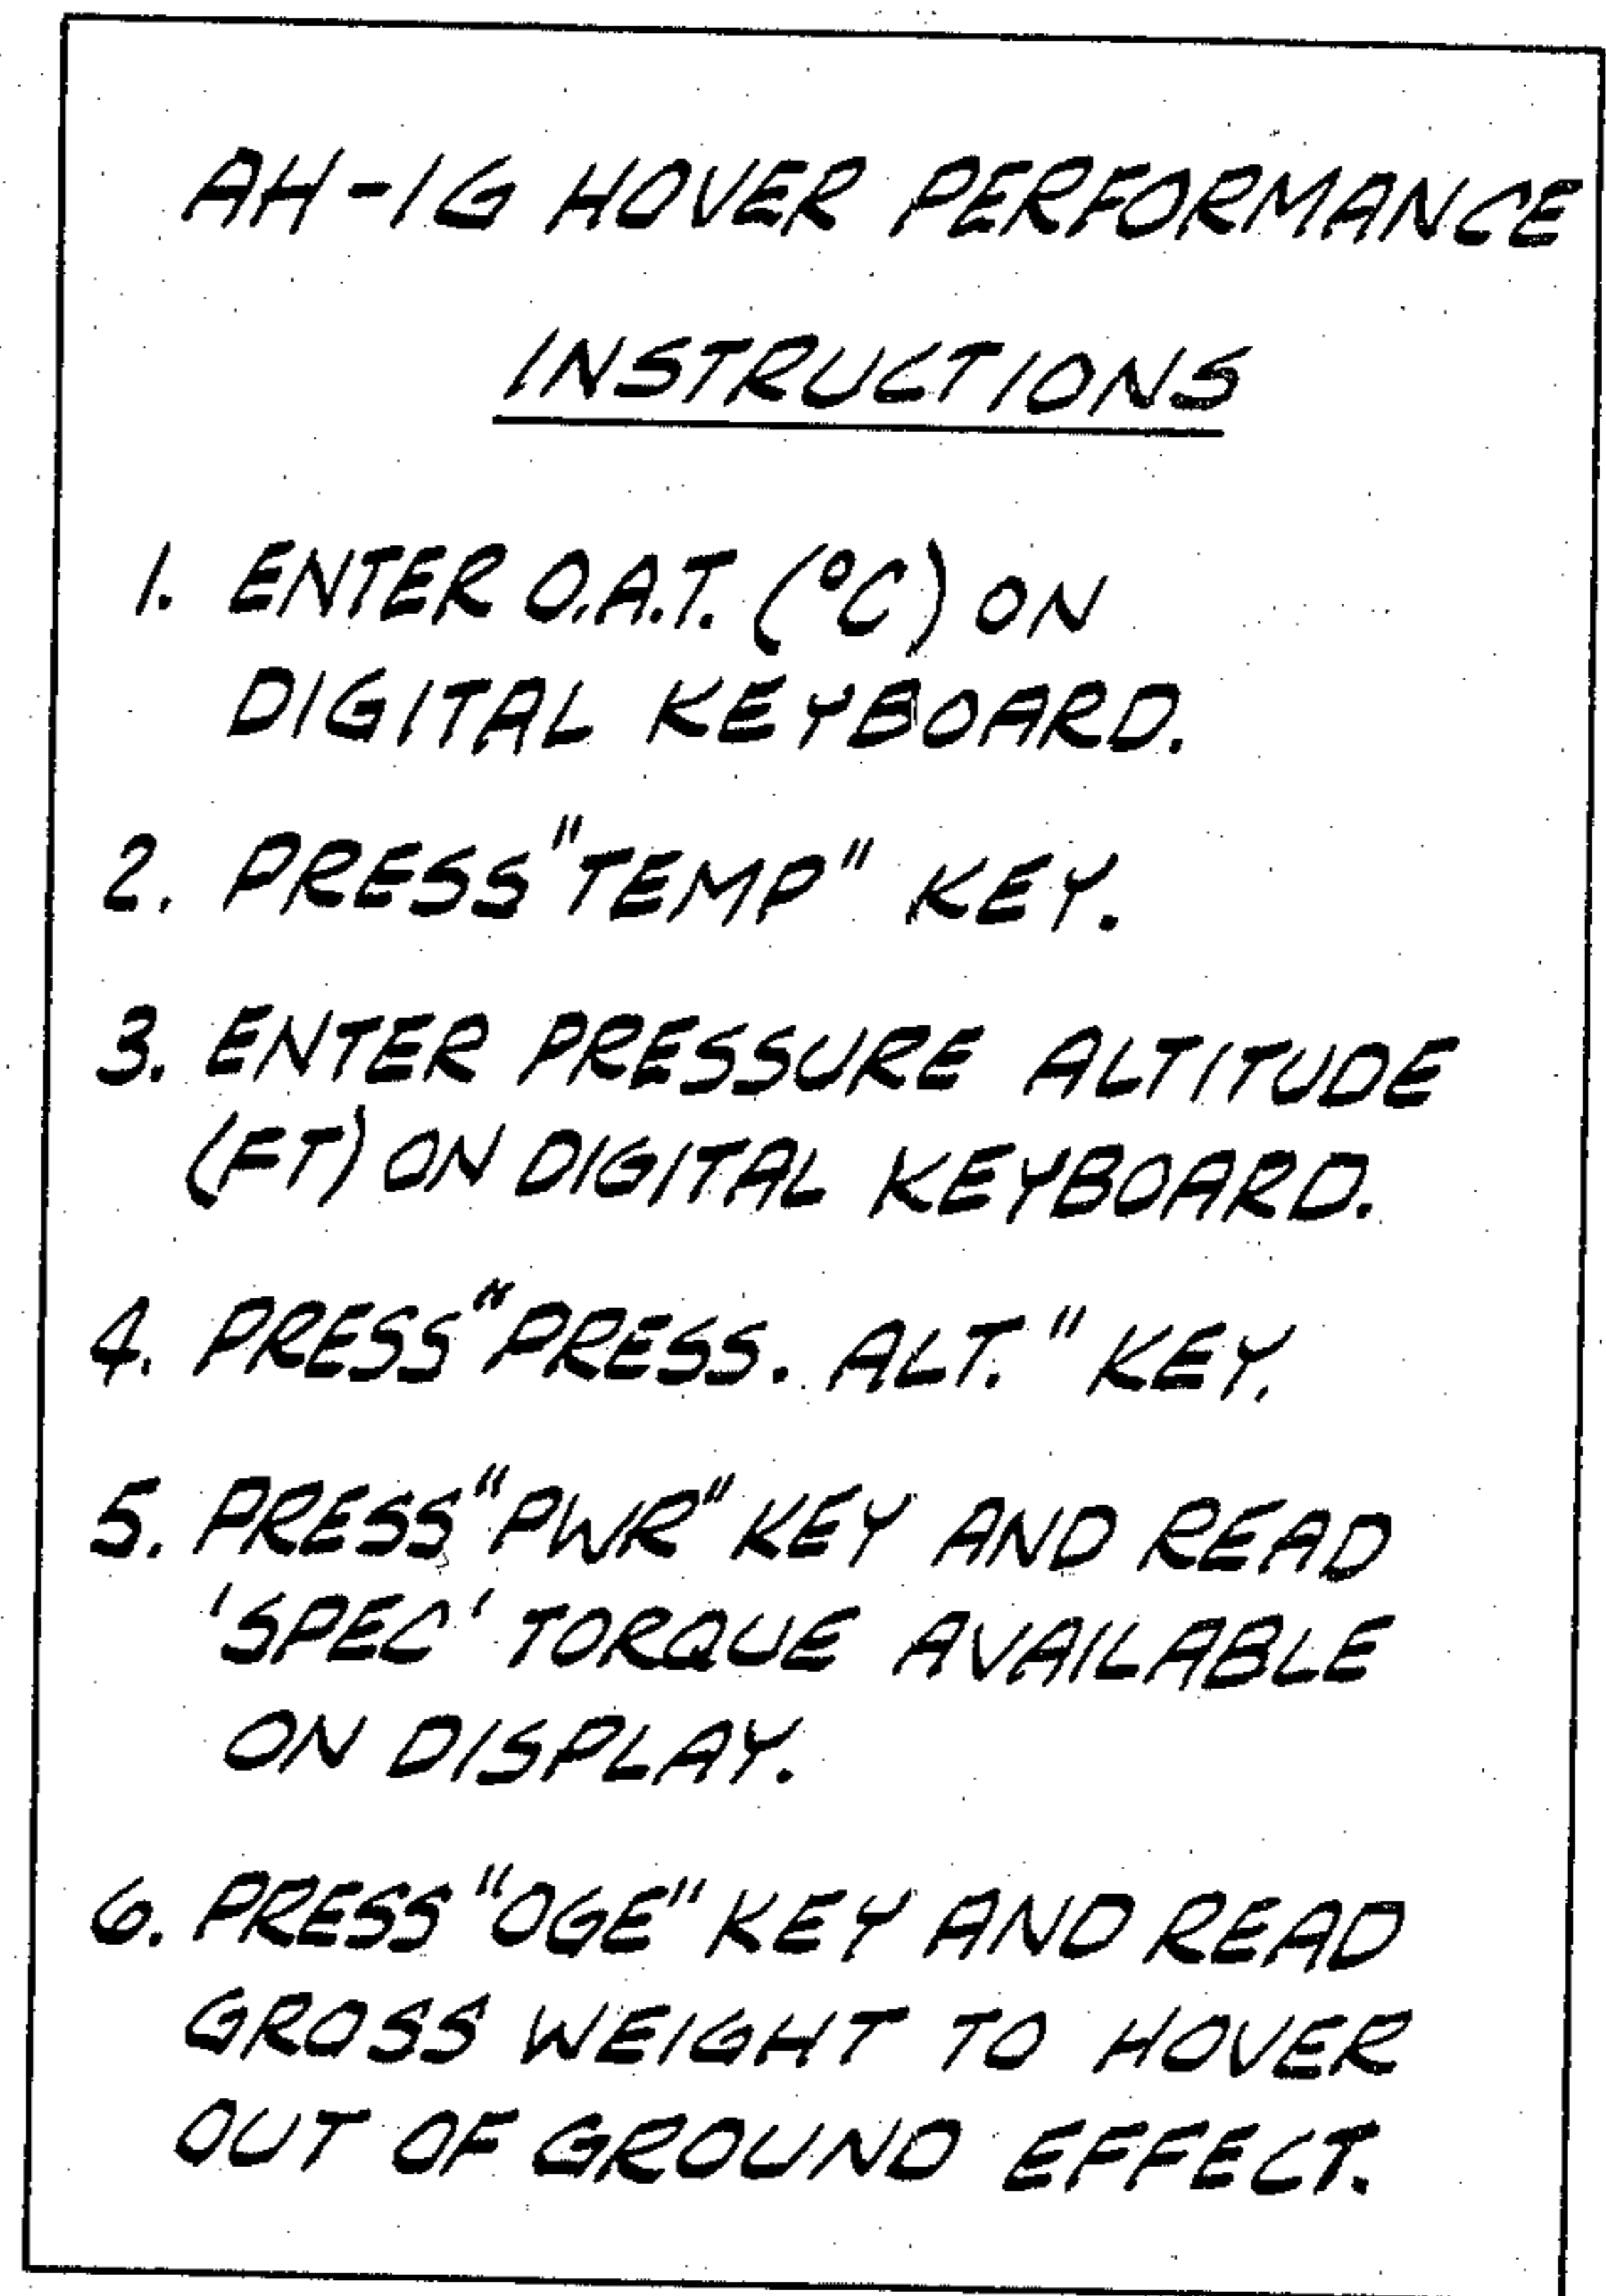 AH-1G HOVER PERFORMANCE
INSTRUCTIONS
1. ENTER O.A.T. (°C) ON
DIGITAL KEYBOARD.
2. PRESS "TEMP" KEY.
3. ENTER PRESSURE ALTITUDE
(FT) ON DIGITAL KEYBOARD.
4. PRESS "PRESS. ALT." KEY.
5. PRESS "PWR" KEY AND READ
'SPEC' TORQUE AVAILABLE
ON DISPLAY.
6. PRESS "OGE" KEY AND READ
GROSS WEIGHT TO HOVER
OUT OF GROUND EFFECT.